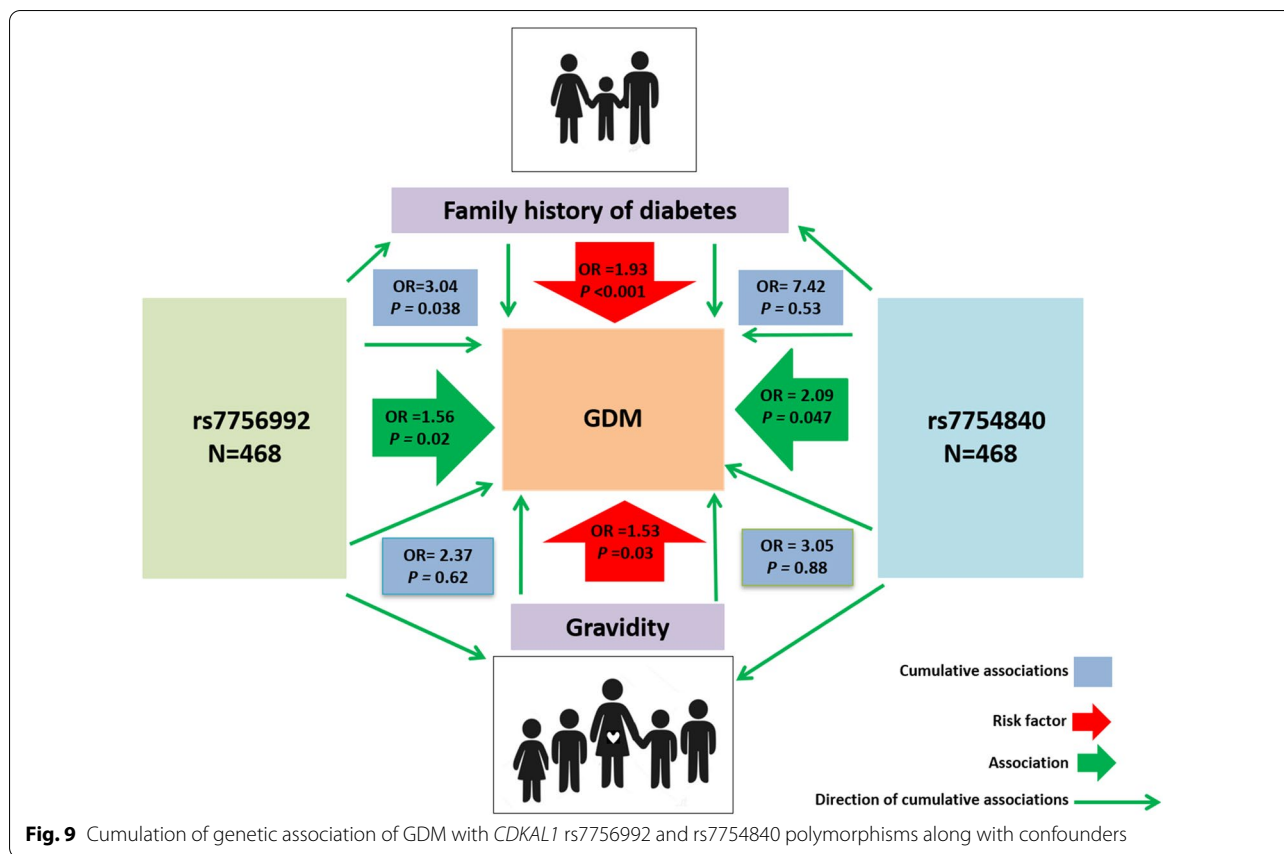 Family history of diabetes
OR =1.93
P <0.001
OR=3.04
P = 0.038
OR= 7.42
P = 0.53
rs7756992
N=468
OR =1.56
P = 0.02
GDM
OR = 2.09
P = 0.047
rs7754840
N=468
OR= 2.37
P = 0.62
OR =1.53
P =0.03
OR = 3.05
P = 0.88
Gravidity
Cumulative associations
Risk factor
Association
Direction of cumulative associations
Fig. 9 Cumulation of genetic association of GDM with CDKAL1 rs7756992 and rs7754840 polymorphisms along with confounders